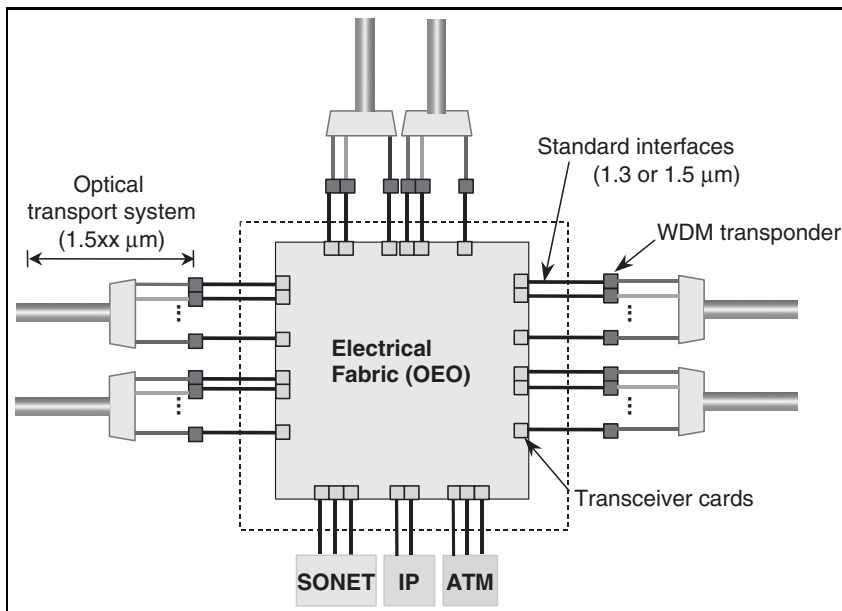 Standard interfaces
(1.3 or 1.5 μm)
Optical
transport system
(1.5xx μm)
WDM transponder
Electrical
Fabric (OEO)
Transceiver cards
SONET
IP
ATM